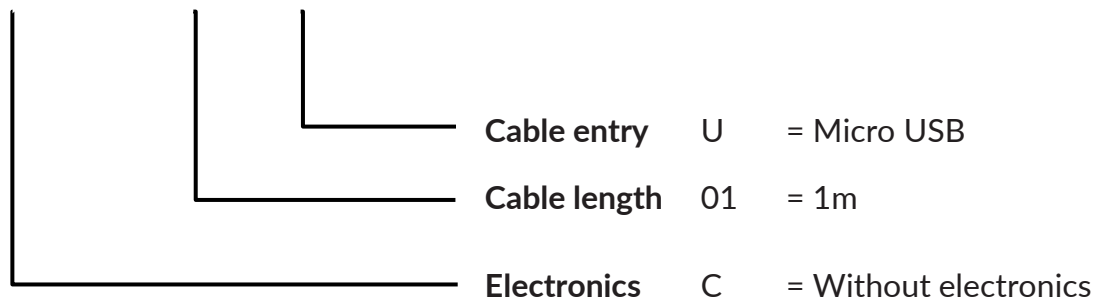 Cable entry U = Micro USB
Cable length 01 = 1m
Electronics C = Without electronics